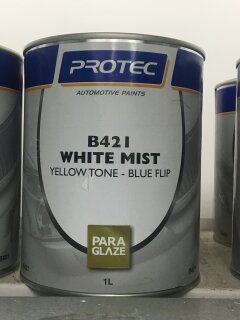 PROTEC
AUTOMOTIVE PAINTS
B421
WHITE MIST
YELLOW TONE - BLUE FLIP
PARA
GLAZE
1L